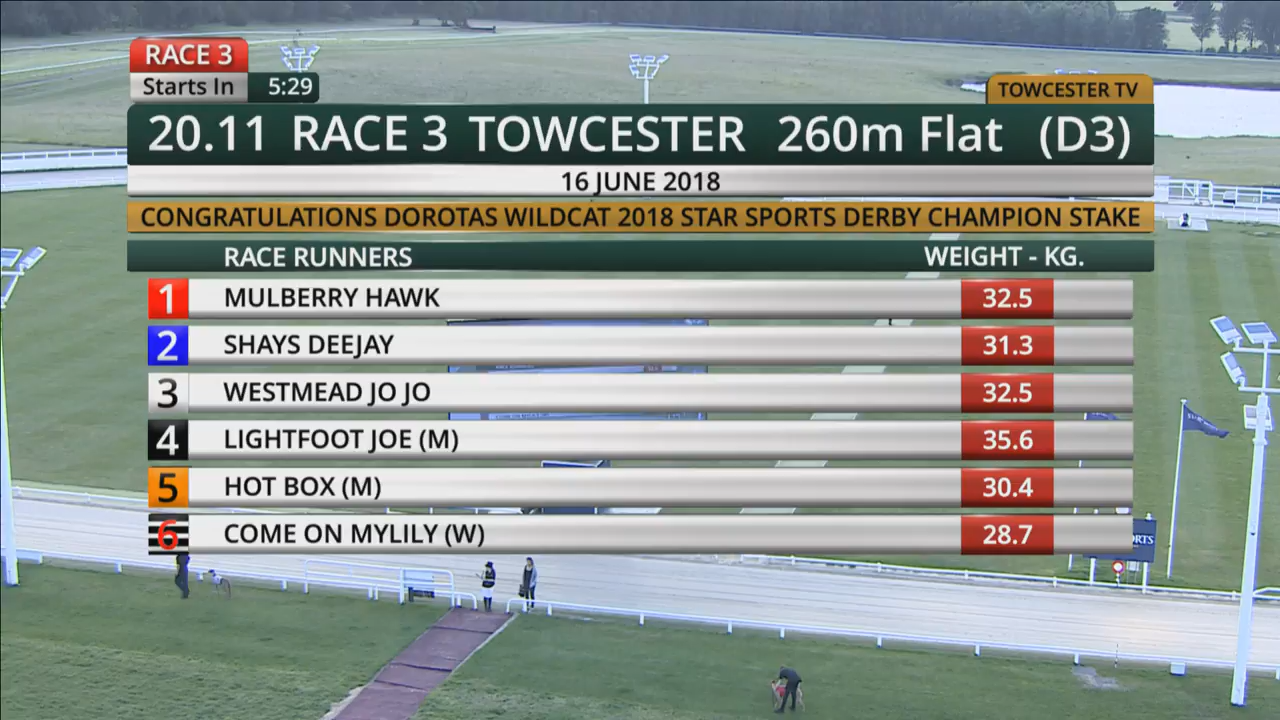 RACE 3
Starts In 5:29
TOWCESTER TV
20.11 RACE 3 TOWCESTER 260m Flat (D3)
16 JUNE 2018
CONGRATULATIONS DOROTAS WILDCAT 2018 STAR SPORTS DERBY CHAMPION STAKE
RACE RUNNERS WEIGHT - KG.
1 MULBERRY HAWK 32.5
2 SHAYS DEEJAY 31.3
3 WESTMEAD JO JO 32.5
4 LIGHTFOOT JOE (M) 35.6
5 HOT BOX (M) 30.4
6 COME ON MYLILY (W) 28.7